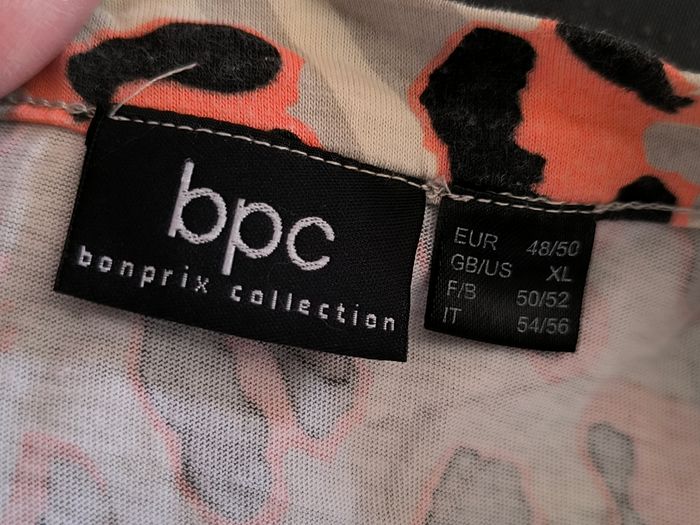 bpc
bonprix collection
EUR 48/50
GB/US XL
F/B 50/52
IT 54/56